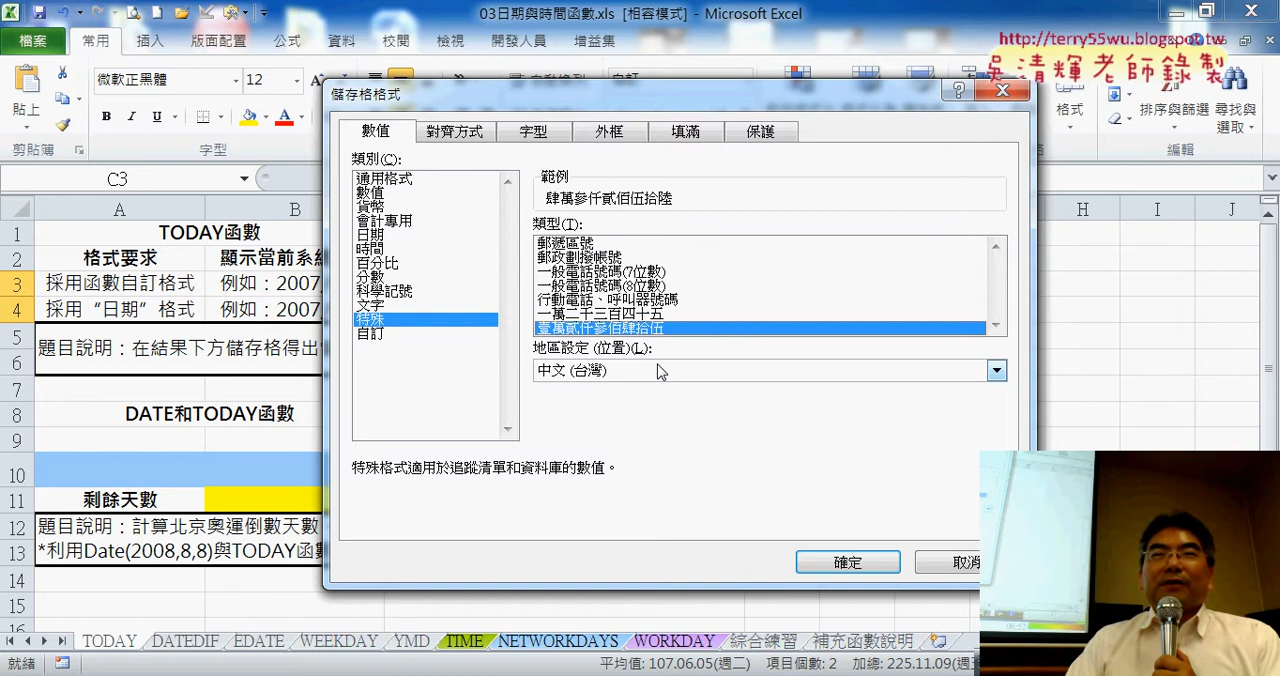 03日期與時間函數.xls [相容模式] - Microsoft Excel
http://terry55wu.blogspot.tw
吳清輝老師錄製
檔案 常用 插入 版面配置 公式 資料 校閱 檢視 開發人員 增益集
貼上
微軟正黑體 12
B I U A
格式 排序與篩選 尋找與
選取
剪貼簿 字型 編輯
C3
儲存格格式
數值 對齊方式 字型 外框 填滿 保護
類別(C):
通用格式
數值
貨幣
會計專用
日期
時間
百分比
分數
科學記號
文字
特殊
自訂
範例
肆萬參仟貳佰伍拾陸
類型(T):
郵遞區號
郵政劃撥帳號
一般電話號碼(7位數)
一般電話號碼(8位數)
行動電話、呼叫器號碼
一萬二千三百四十五
壹萬貳仟參佰肆拾伍
地區設定 (位置)(L):
中文 (台灣)
特殊格式適用於追蹤清單和資料庫的數值。
確定 取消
A B H I J
1 TODAY函數
2 格式要求 顯示當前系統
3 採用函數自訂格式 例如：2007
4 採用“日期”格式 例如：2007
5 題目說明：在結果下方儲存格得出
6
7
8 DATE和TODAY函數
9
10
11 剩餘天數
12 題目說明：計算北京奧運倒數天數
13 *利用Date(2008,8,8)與TODAY函數
14
15
16
TODAY DATEDIF EDATE WEEKDAY YMD TIME NETWORKDAYS WORKDAY 綜合練習 補充函數說明
就緒 平均值: 107.06.05(週二) 項目個數: 2 加總: 225.11.09(週